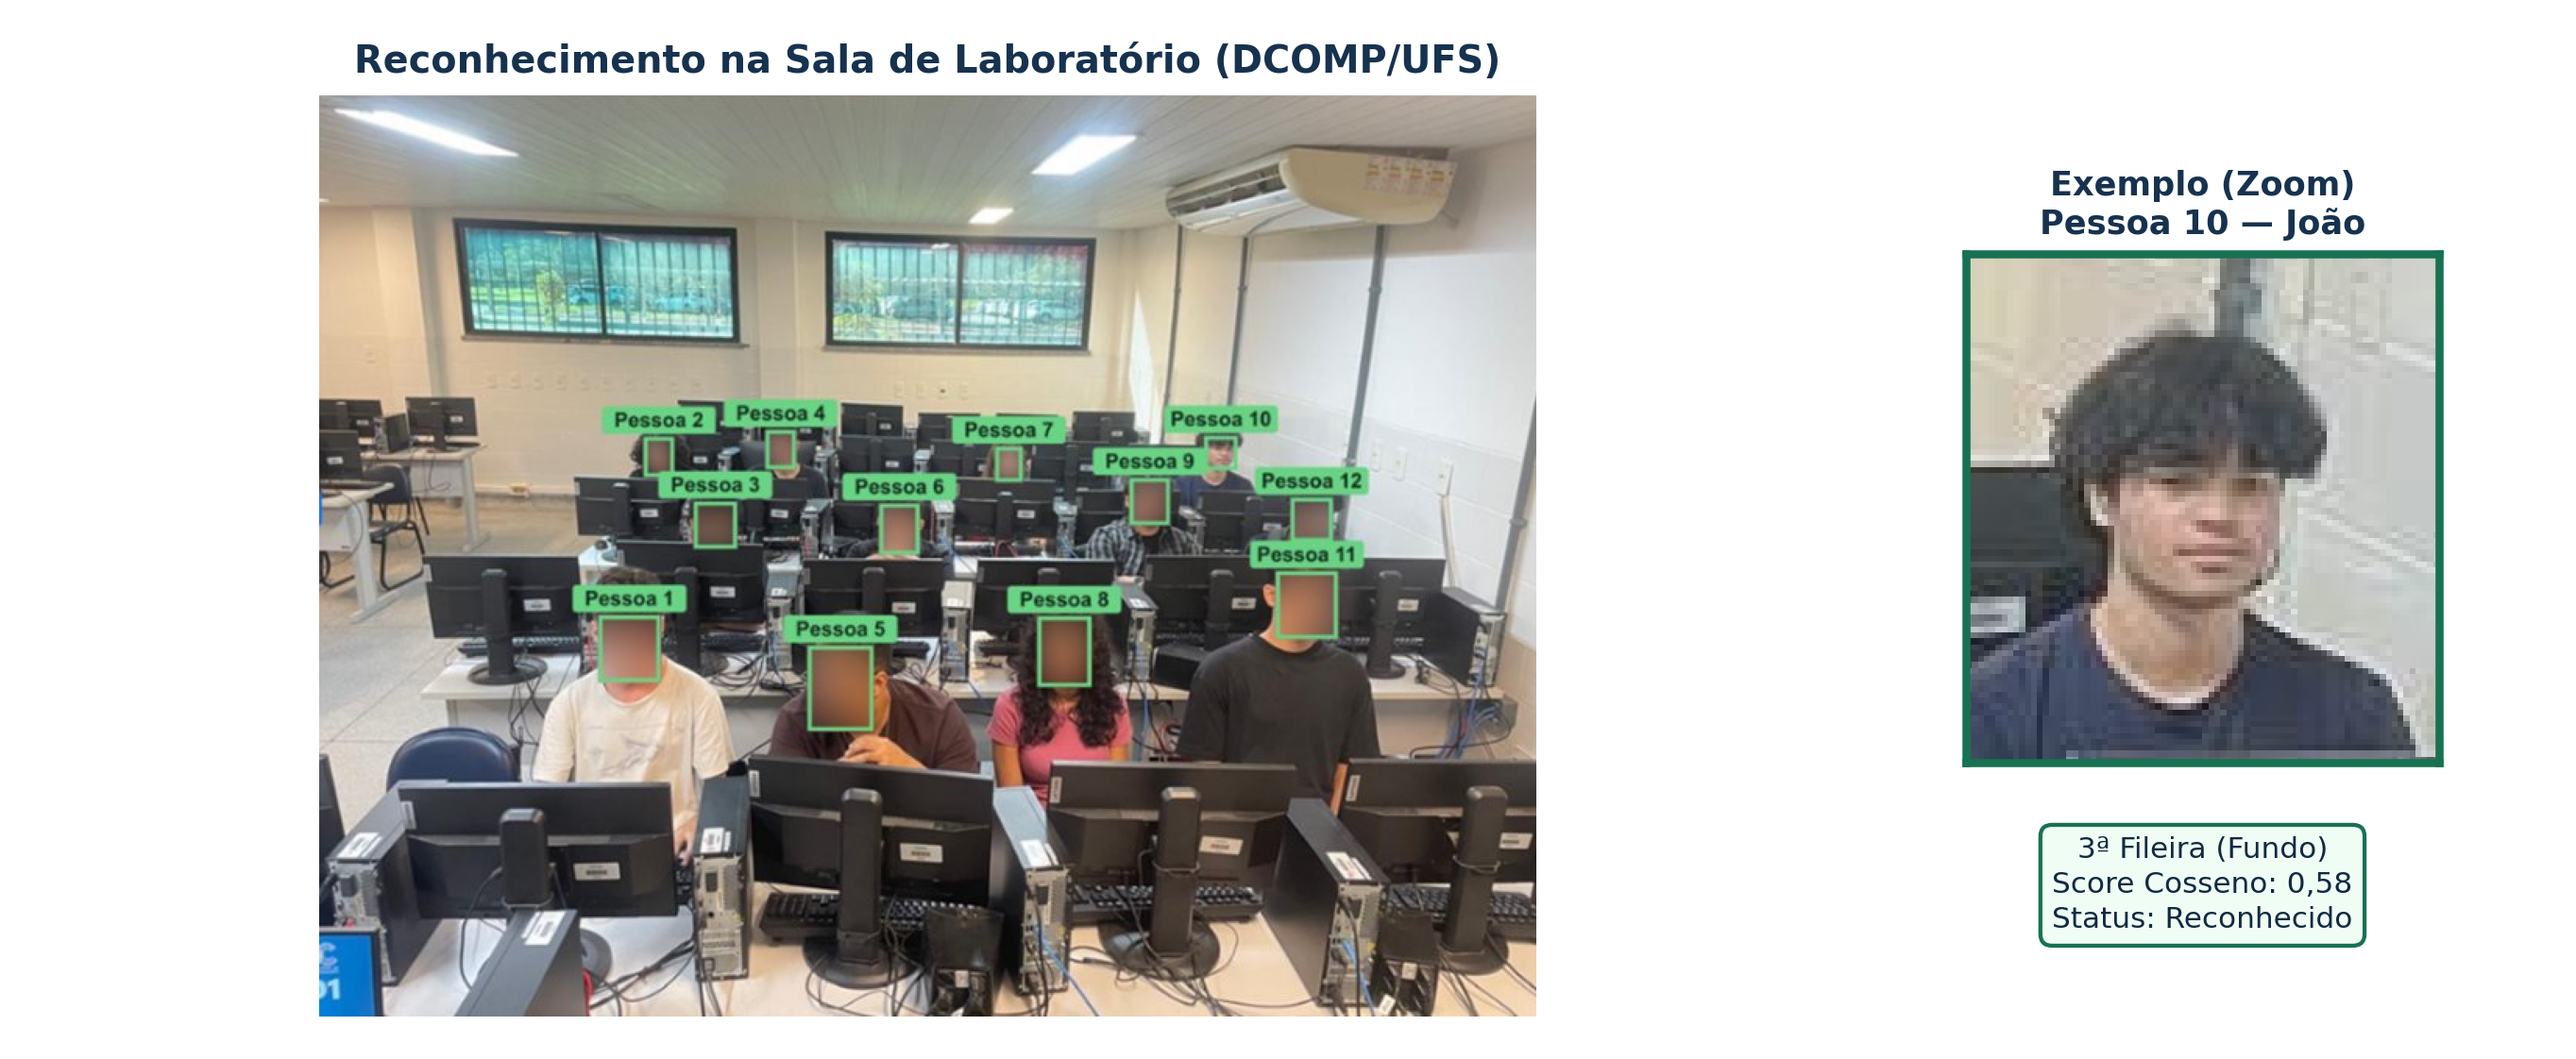 Reconhecimento na Sala de Laboratório (DCOMP/UFS)
Pessoa 2
Pessoa 4
Pessoa 7
Pessoa 10
Pessoa 9
Pessoa 3
Pessoa 6
Pessoa 12
Pessoa 11
Pessoa 1
Pessoa 5
Pessoa 8
Exemplo (Zoom)
Pessoa 10 — João
3ª Fileira (Fundo)
Score Cosseno: 0,58
Status: Reconhecido